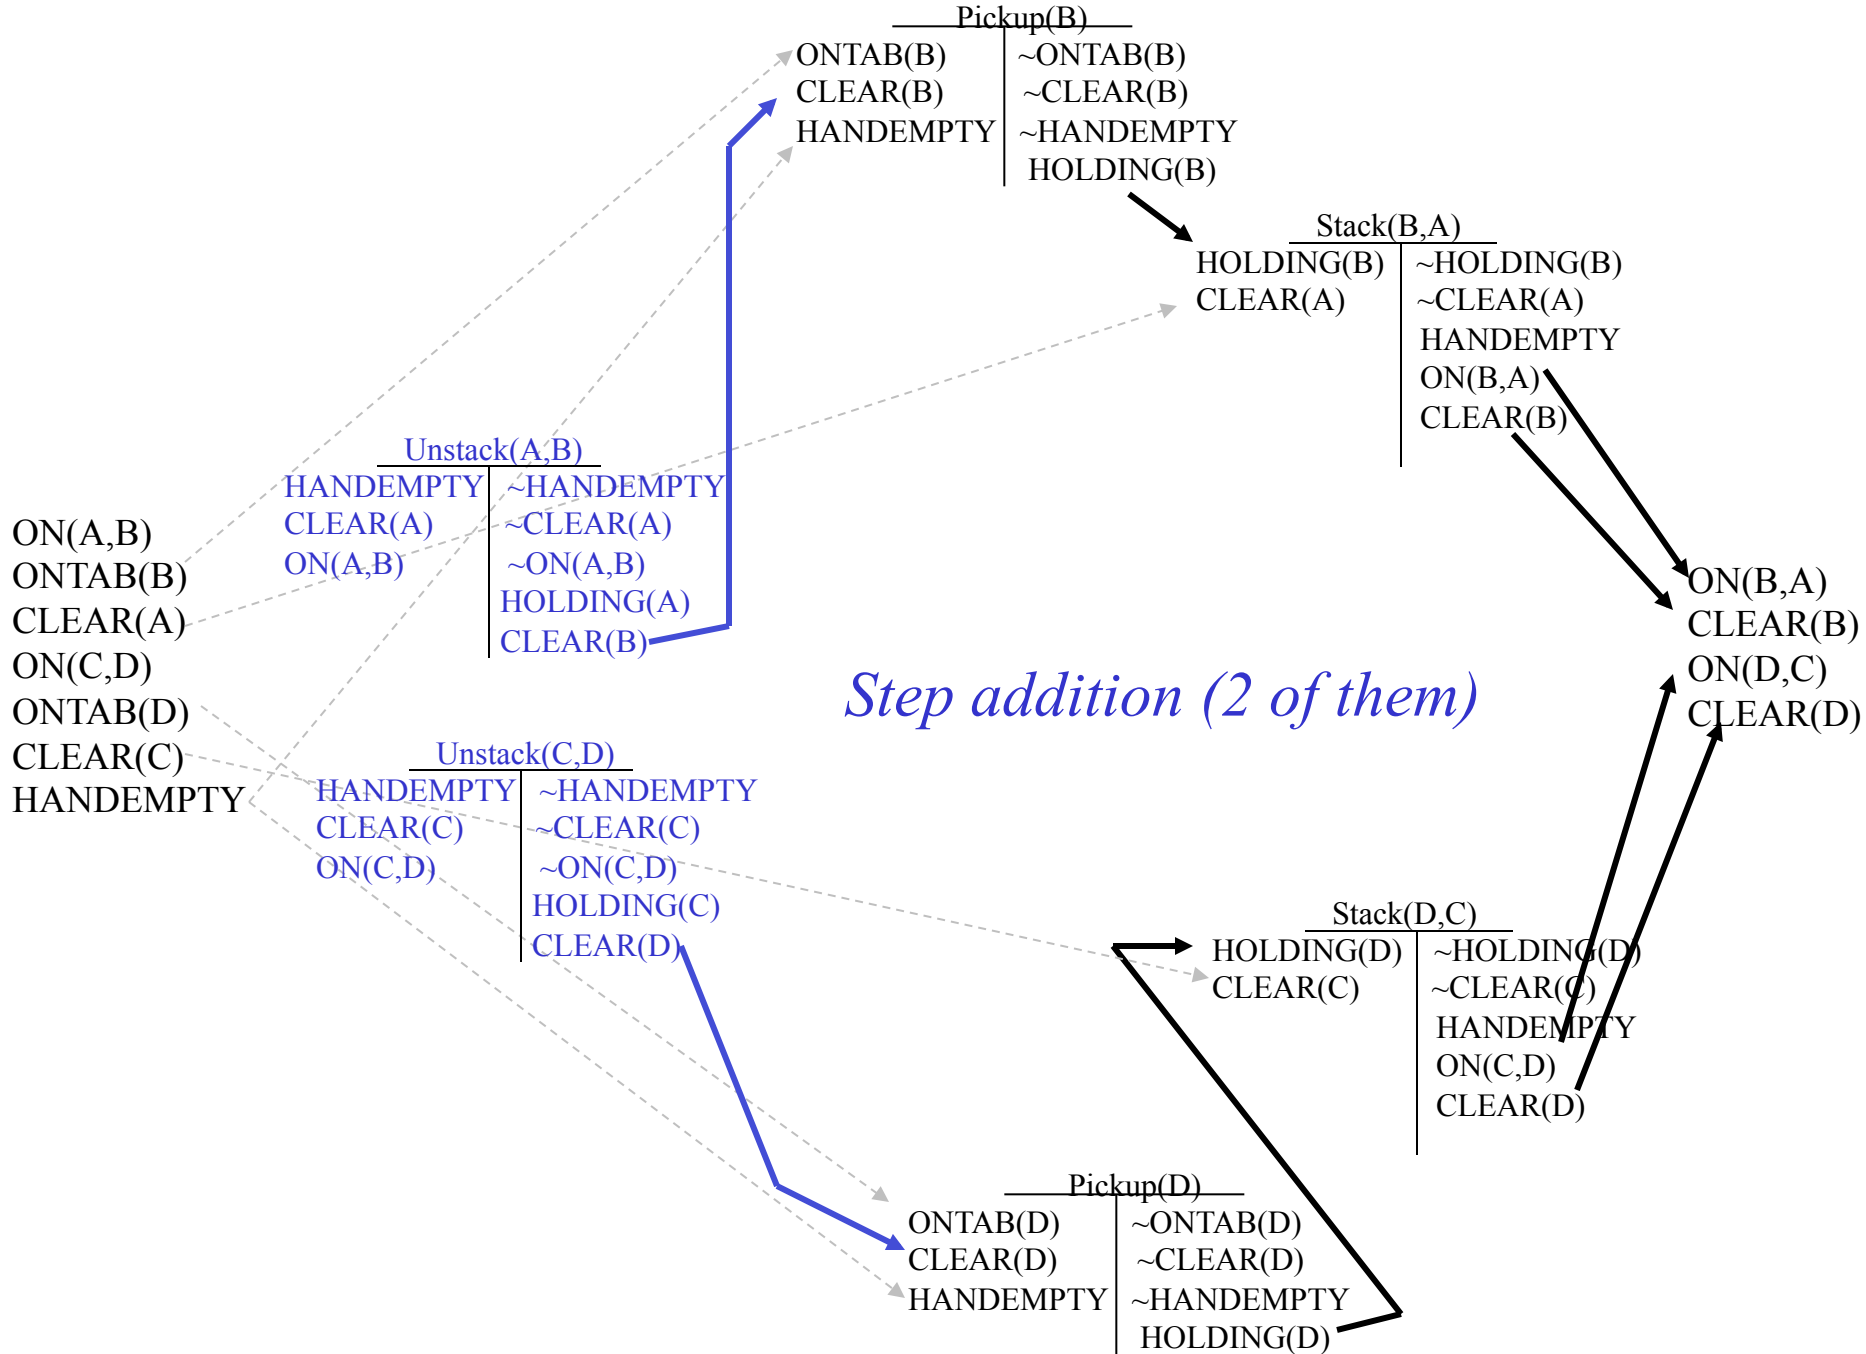 Pickup(B)
ONTAB(B) ~ONTAB(B)
CLEAR(B) ~CLEAR(B)
HANDEMPTY ~HANDEMPTY
HOLDING(B)
Stack(B,A)
HOLDING(B) ~HOLDING(B)
CLEAR(A) ~CLEAR(A)
HANDEMPTY
ON(B,A)
CLEAR(B)
Unstack(A,B)
HANDEMPTY ~HANDEMPTY
CLEAR(A) ~CLEAR(A)
ON(A,B) ~ON(A,B)
HOLDING(A)
CLEAR(B)
ON(A,B)
ONTAB(B)
CLEAR(A)
ON(C,D)
ONTAB(D)
CLEAR(C)
HANDEMPTY
ON(B,A)
CLEAR(B)
ON(D,C)
CLEAR(D)
Step addition (2 of them)
Unstack(C,D)
HANDEMPTY ~HANDEMPTY
CLEAR(C) ~CLEAR(C)
ON(C,D) ~ON(C,D)
HOLDING(C)
CLEAR(D)
Stack(D,C)
HOLDING(D) ~HOLDING(D)
CLEAR(C) ~CLEAR(C)
HANDEMPTY
ON(C,D)
CLEAR(D)
Pickup(D)
ONTAB(D) ~ONTAB(D)
CLEAR(D) ~CLEAR(D)
HANDEMPTY ~HANDEMPTY
HOLDING(D)